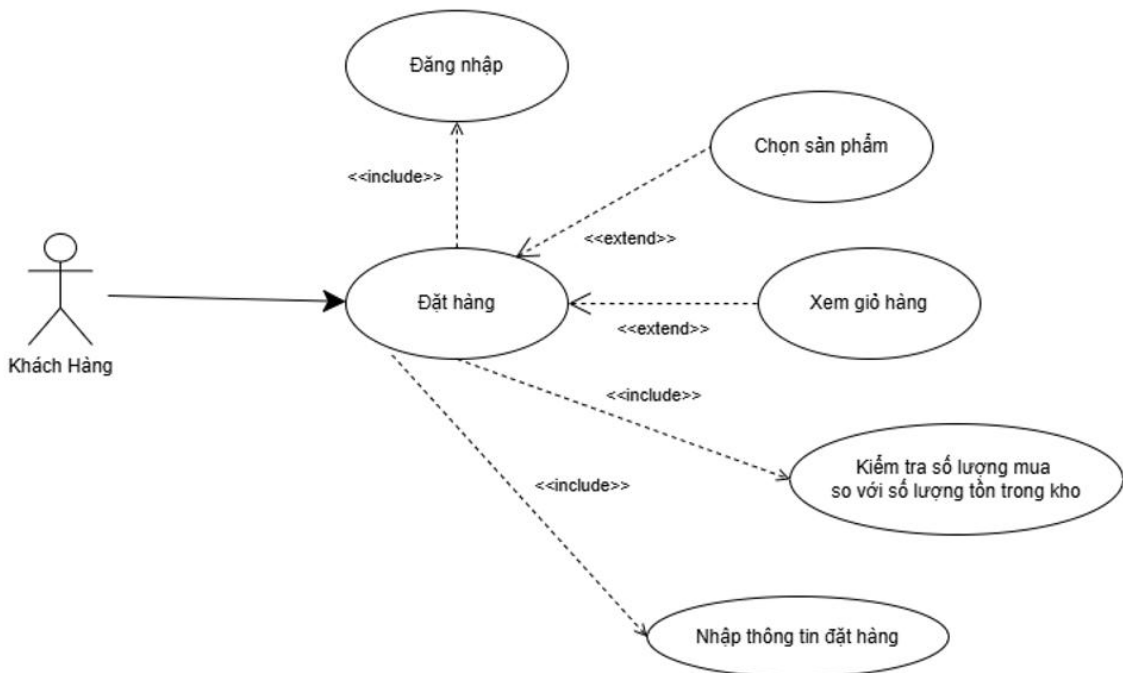 Đăng nhập
Chọn sản phẩm
<<include>>
<<extend>>
Đặt hàng
Xem giỏ hàng
<<extend>>
Khách Hàng
<<include>>
Kiểm tra số lượng mua
so với số lượng tồn trong kho
<<include>>
Nhập thông tin đặt hàng